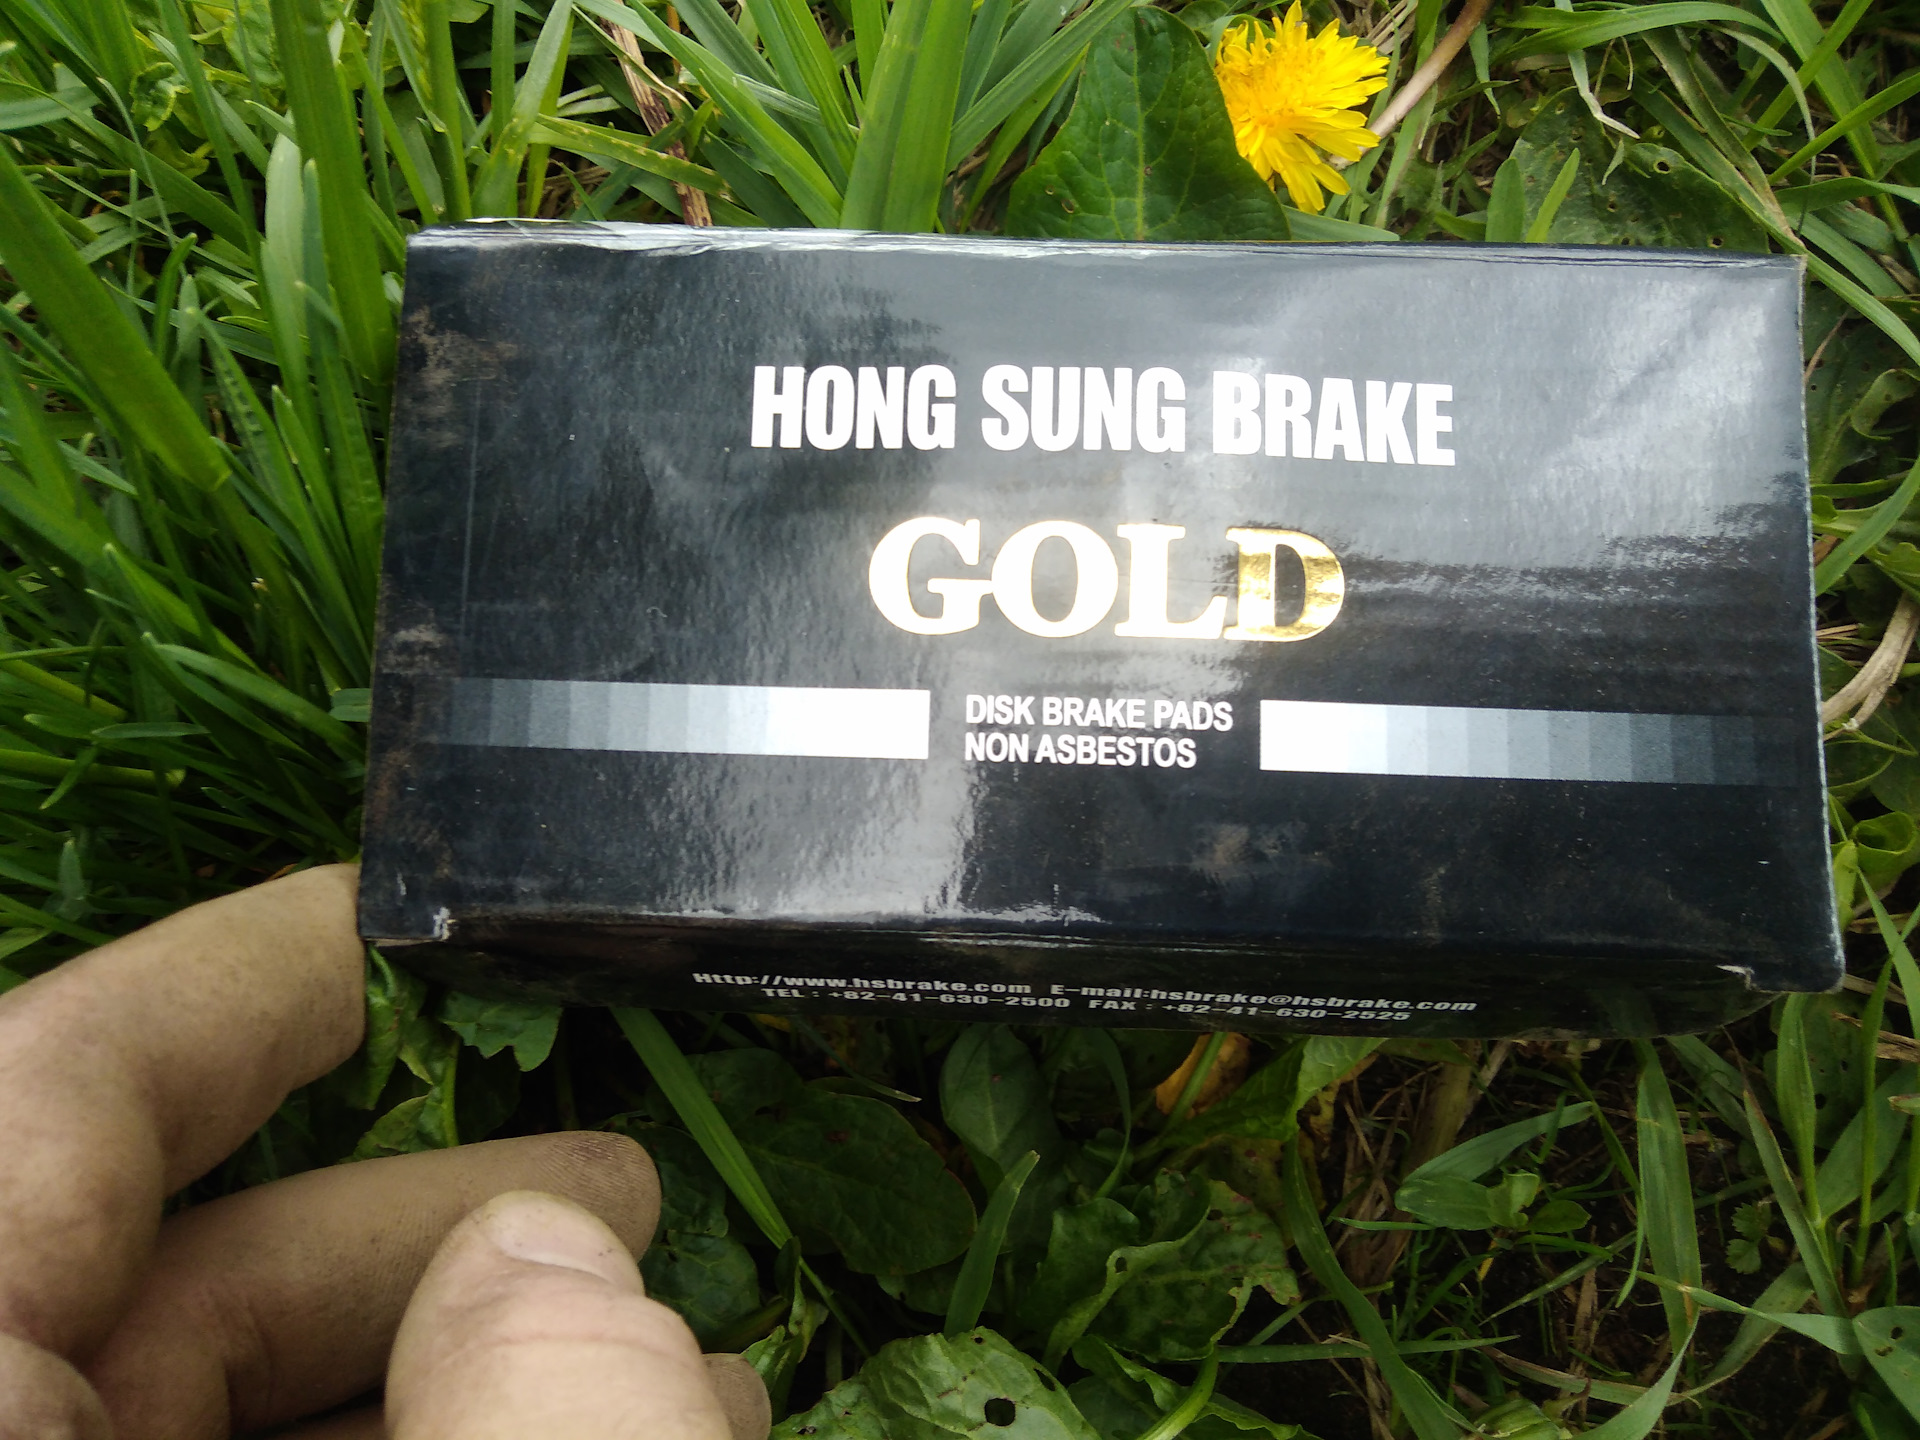 HONG SUNG BRAKE
GOLD
DISK BRAKE PADS
NON ASBESTOS
Http://www.hsbrake.com E-mail:hsbrake@hsbrake.com
TEL : +82-41-630-2500 FAX : +82-41-630-2525